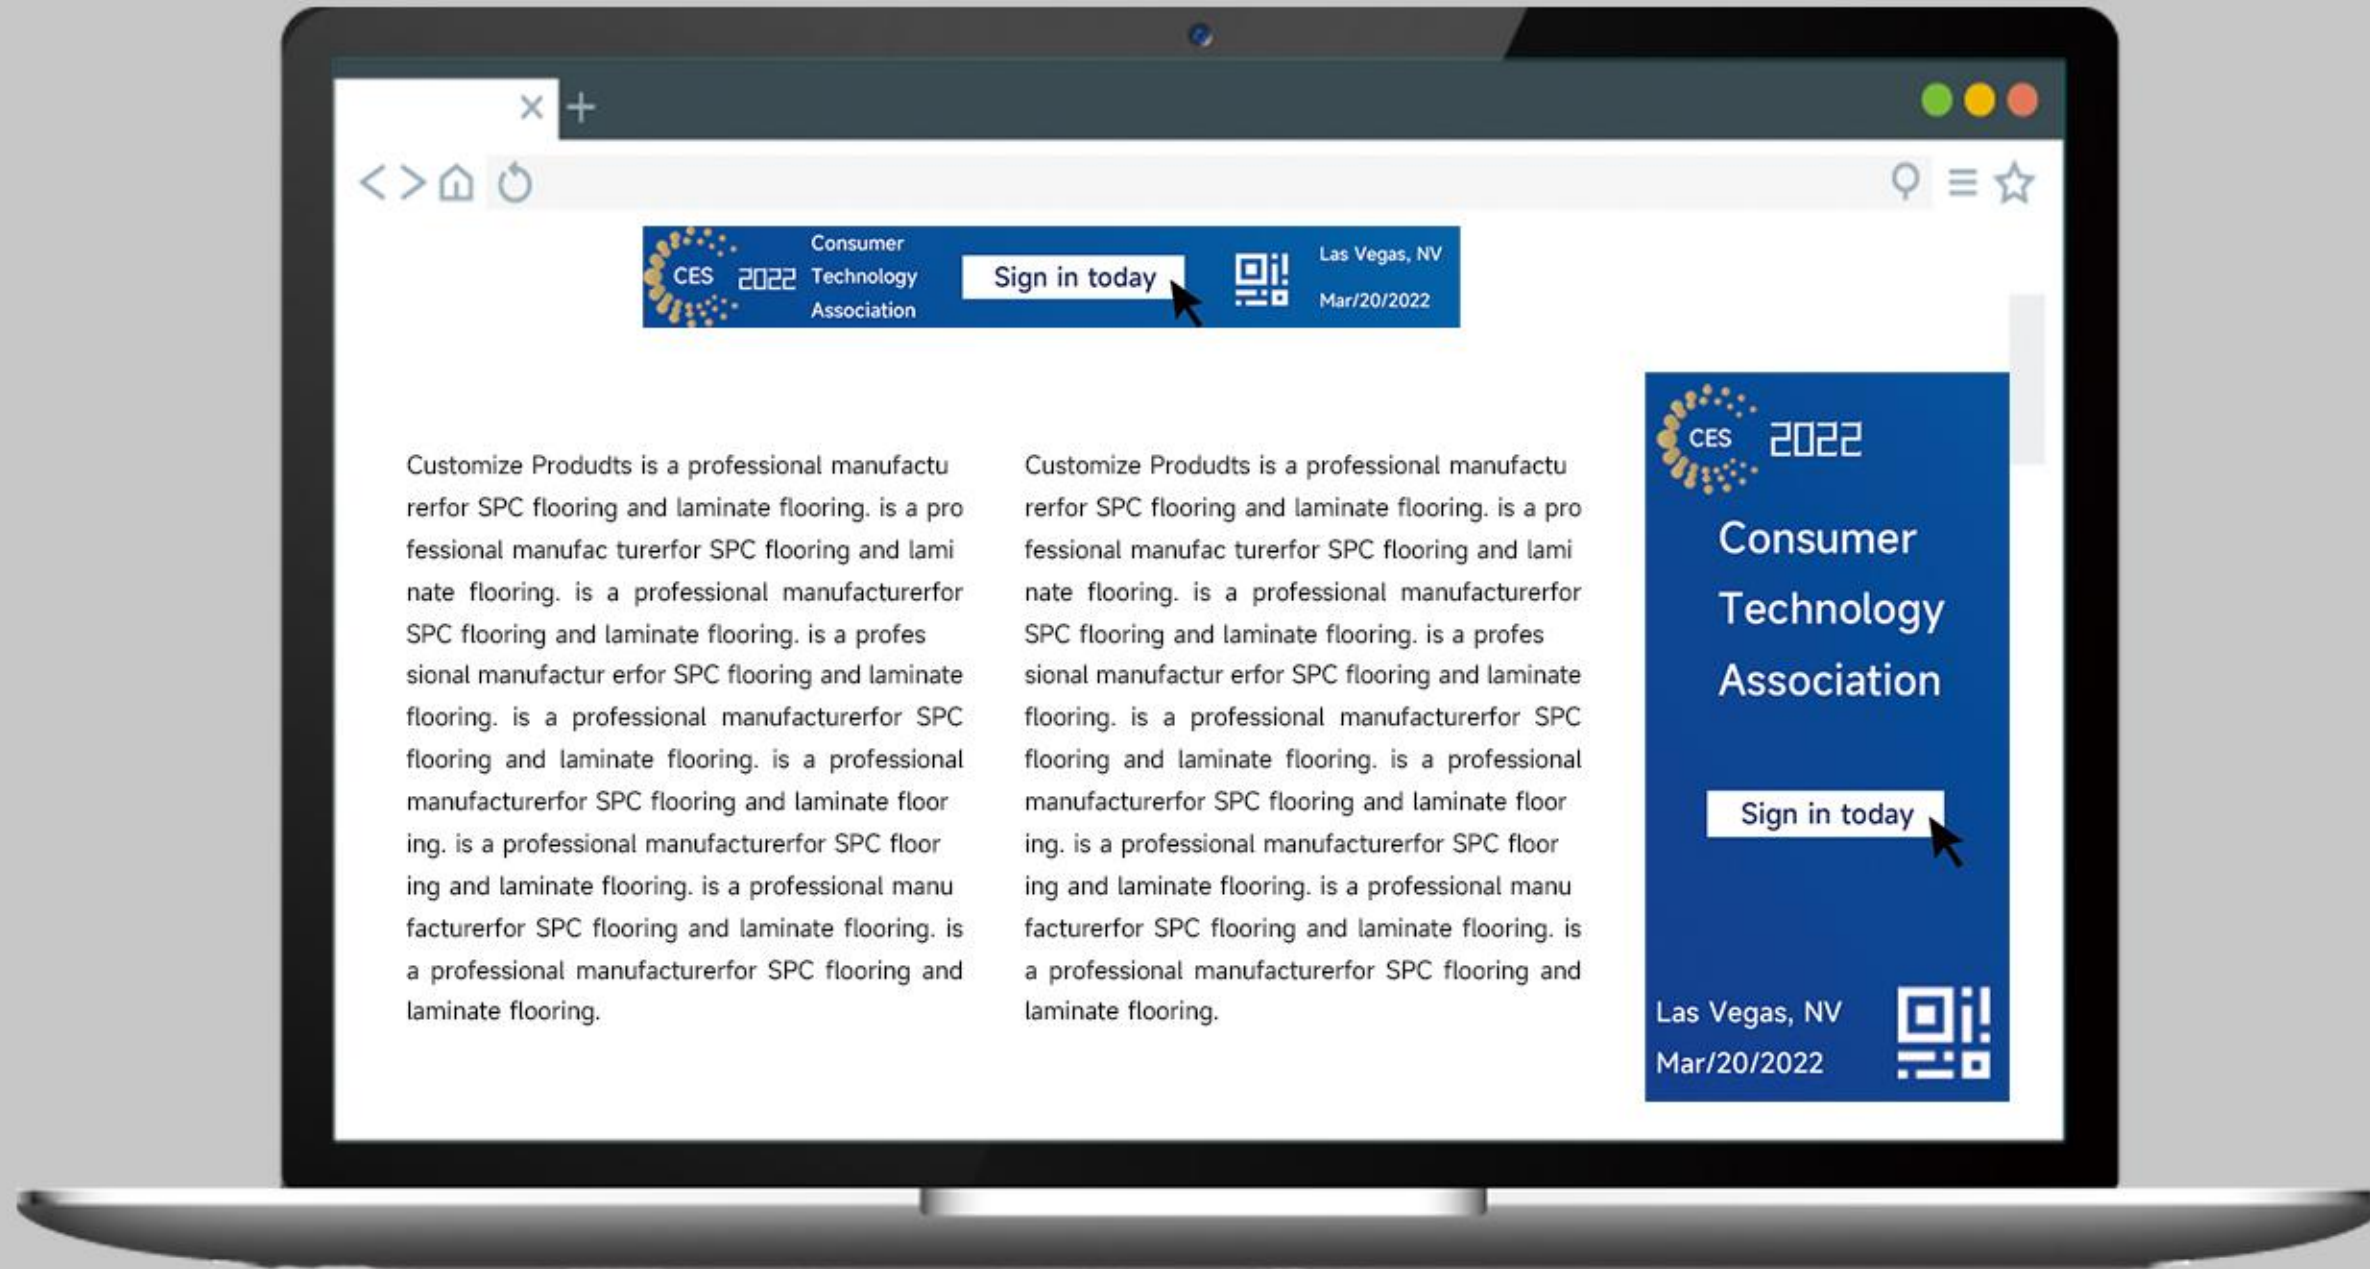 CES
2022
Consumer
Technology
Association
Sign in today
Las Vegas, NV
Mar/20/2022
Customize Produdts is a professional manufactu
rerfor SPC flooring and laminate flooring. is a pro
fessional manufac turerfor SPC flooring and lami
nate flooring. is a professional manufacturerfor
SPC flooring and laminate flooring. is a profes
sional manufactur erfor SPC flooring and laminate
flooring. is a professional manufacturerfor SPC
flooring and laminate flooring. is a professional
manufacturerfor SPC flooring and laminate floor
ing. is a professional manufacturerfor SPC floor
ing and laminate flooring. is a professional manu
facturerfor SPC flooring and laminate flooring. is
a professional manufacturerfor SPC flooring and
laminate flooring.
Customize Produdts is a professional manufactu
rerfor SPC flooring and laminate flooring. is a pro
fessional manufac turerfor SPC flooring and lami
nate flooring. is a professional manufacturerfor
SPC flooring and laminate flooring. is a profes
sional manufactur erfor SPC flooring and laminate
flooring. is a professional manufacturerfor SPC
flooring and laminate flooring. is a professional
manufacturerfor SPC flooring and laminate floor
ing. is a professional manufacturerfor SPC floor
ing and laminate flooring. is a professional manu
facturerfor SPC flooring and laminate flooring. is
a professional manufacturerfor SPC flooring and
laminate flooring.
CES
2022
Consumer
Technology
Association
Sign in today
Las Vegas, NV
Mar/20/2022